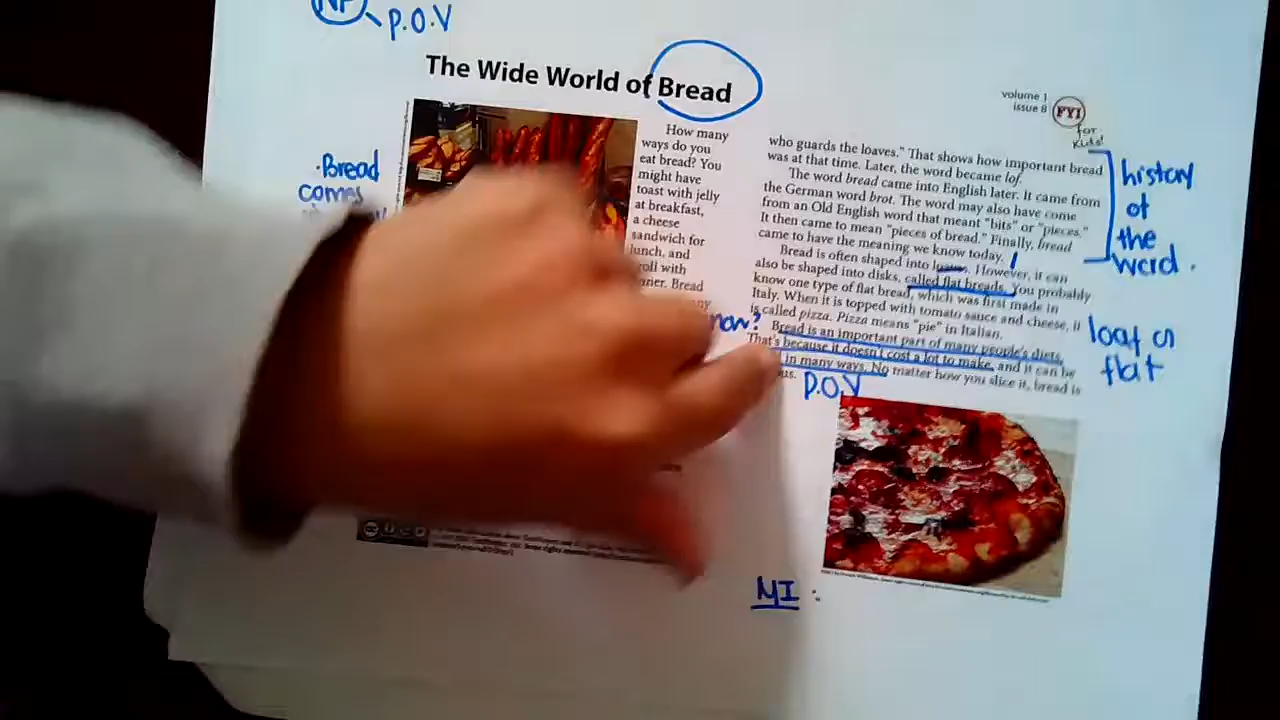 P.O.V
The Wide World of Bread
volume 1
issue 8
FYI
for
Kids!
·Bread
comes
How many
ways do you
eat bread? You
might have
toast with jelly
at breakfast,
a cheese
sandwich for
lunch, and
roll with
Bread
now?
who guards the loaves." That shows how important bread
was at that time. Later, the word became lof.
The word bread came into English later. It came from
the German word brot. The word may also have come
from an Old English word that meant "bits" or "pieces."
It then came to mean "pieces of bread." Finally, bread
came to have the meaning we know today.
Bread is often shaped into loaves. However, it can
also be shaped into disks, called flat breads. You probably
know one type of flat bread, which was first made in
Italy. When it is topped with tomato sauce and cheese, it
is called pizza. Pizza means "pie" in Italian.
Bread is an important part of many people's diets.
That's because it doesn't cost a lot to make, and it can be
in many ways. No matter how you slice it, bread is
P.O.V
history
of
the
word.
loaf or
flat
MI :